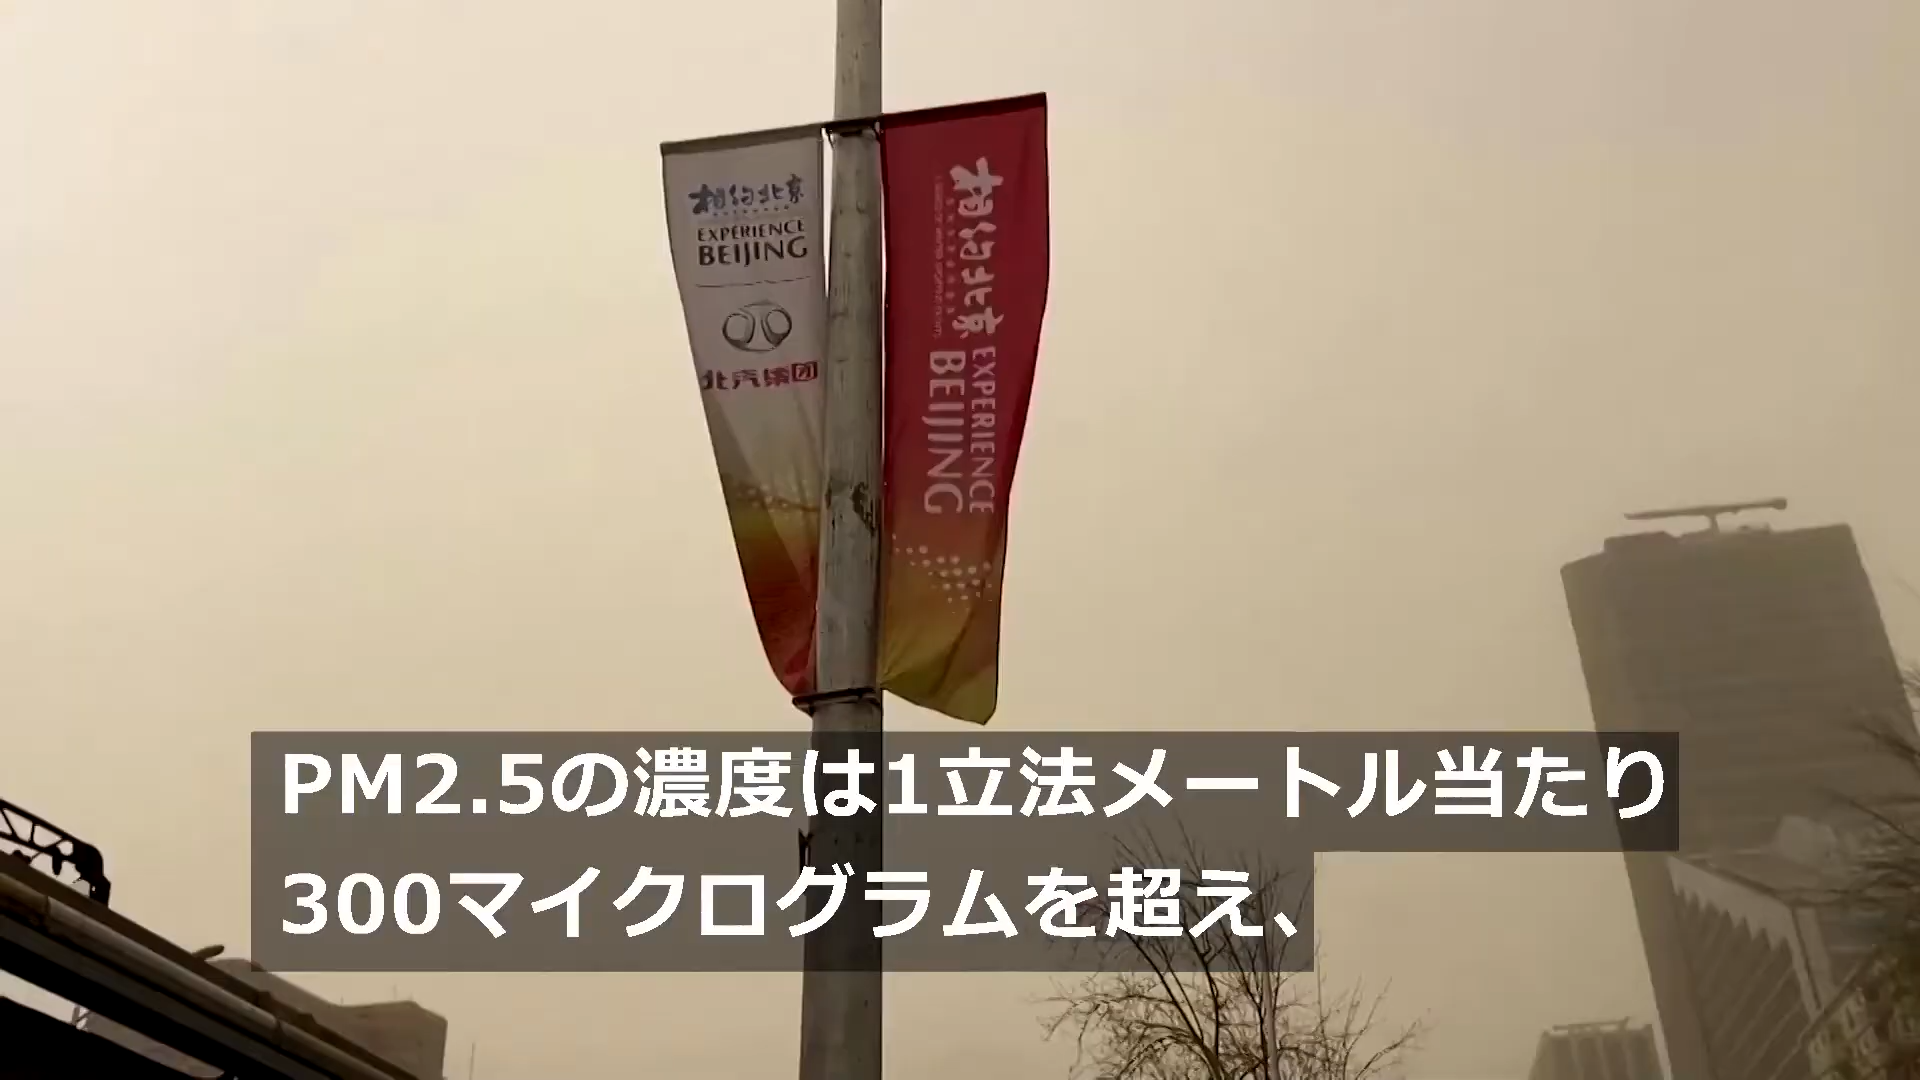 相约北京
EXPERIENCE
BEIJING
北汽集团
相约北京
EXPERIENCE
BEIJING
PM2.5の濃度は1立法メートル当たり
300マイクログラムを超え、